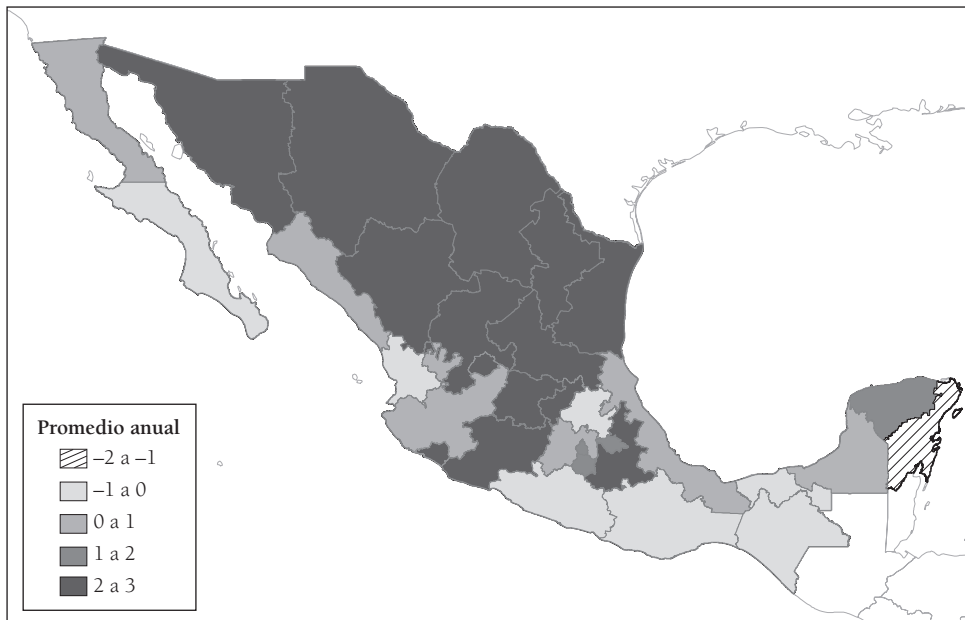 Promedio anual
–2 a –1
–1 a 0
0 a 1
1 a 2
2 a 3